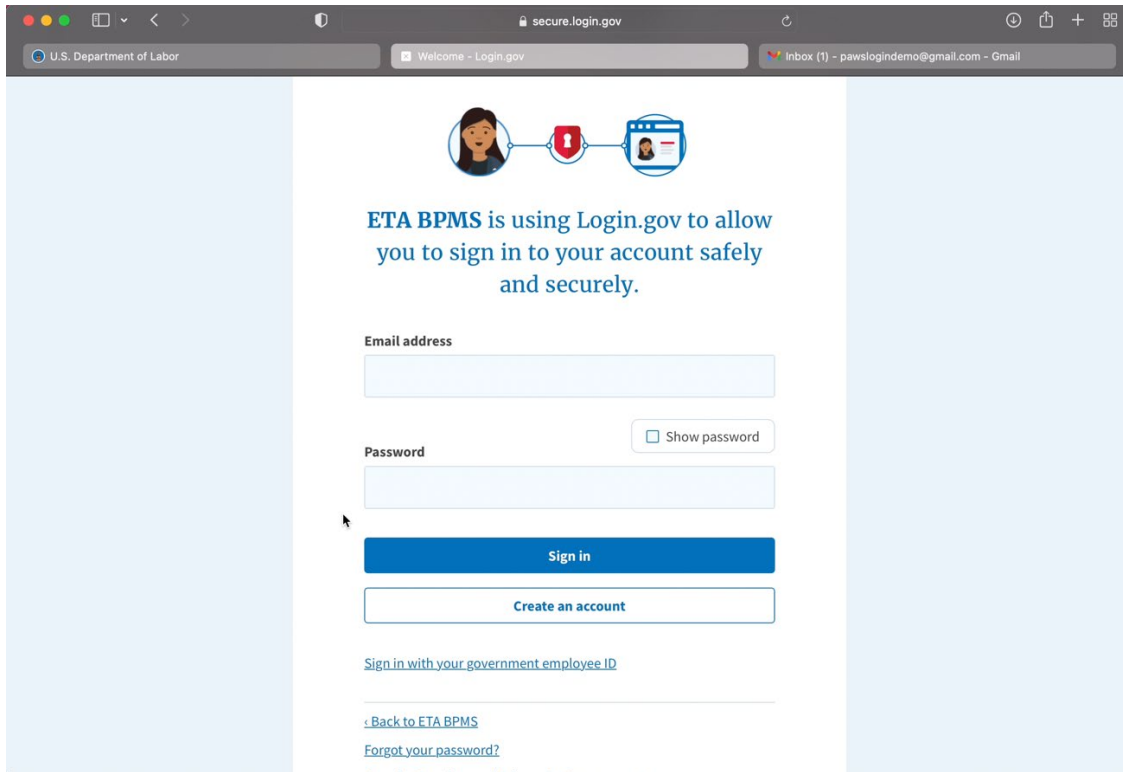 secure.login.gov
U.S. Department of Labor
Welcome - Login.gov
Inbox (1) - pawslogindemo@gmail.com - Gmail
ETA BPMS is using Login.gov to allow
you to sign in to your account safely
and securely.
Email address
Show password
Password
Sign in
Create an account
Sign in with your government employee ID
‹ Back to ETA BPMS
Forgot your password?